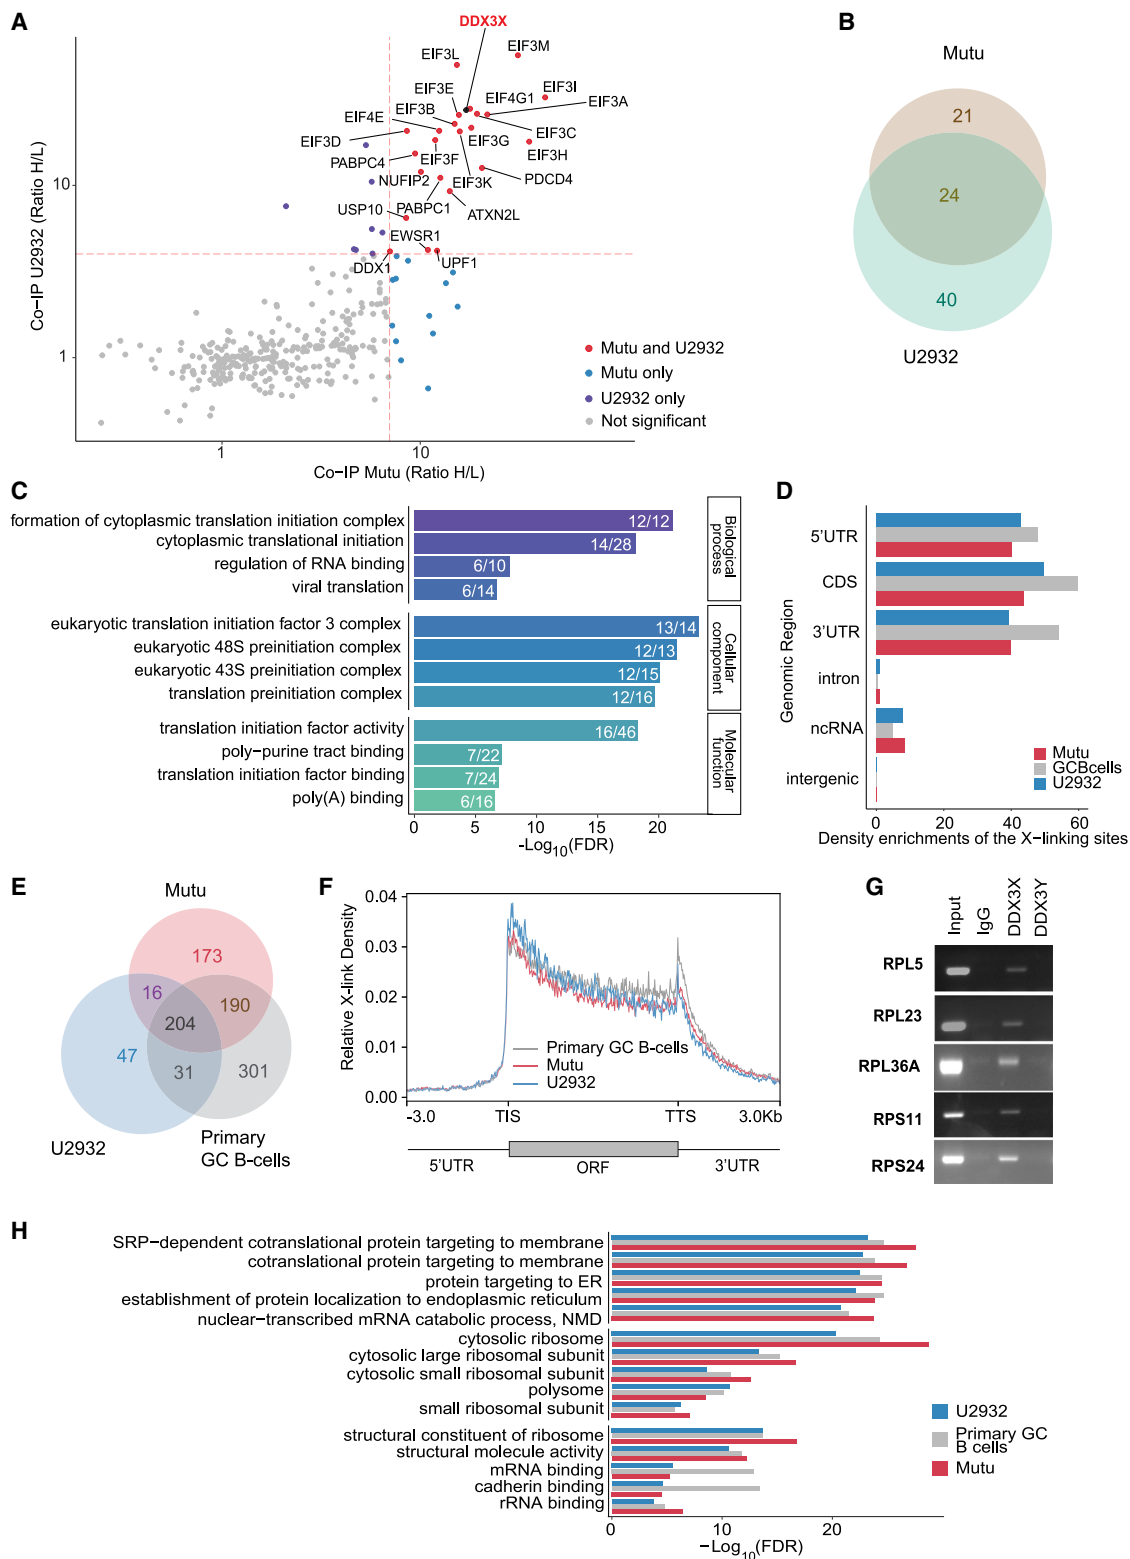 A
DDX3X
EIF3L
EIF3M
EIF3E
EIF3I
EIF3B
EIF4G1
EIF3A
EIF4E
EIF3D
EIF3G
EIF3C
PABPC4
EIF3F
EIF3H
NUFIP2
EIF3K
PDCD4
USP10
PABPC1
ATXN2L
EWSR1
DDX1
UPF1
Co−IP U2932 (Ratio H/L)
10
1
Mutu and U2932
Mutu only
U2932 only
Not significant
1
10
Co−IP Mutu (Ratio H/L)
B
Mutu
21
24
40
U2932
C
formation of cytoplasmic translation initiation complex
12/12
cytoplasmic translational initiation
14/28
regulation of RNA binding
6/10
viral translation
6/14
Biological process
eukaryotic translation initiation factor 3 complex
13/14
eukaryotic 48S preinitiation complex
12/13
eukaryotic 43S preinitiation complex
12/15
translation preinitiation complex
12/16
Cellular component
translation initiation factor activity
16/46
poly−purine tract binding
7/22
translation initiation factor binding
7/24
poly(A) binding
6/16
Molecular function
0 5 10 15 20
-Log10(FDR)
D
Genomic Region
5'UTR
CDS
3'UTR
intron
ncRNA
intergenic
Mutu
GCBcells
U2932
0 20 40 60
Density enrichments of the X-linking sites
E
Mutu
173
16
190
204
47
31
301
U2932
Primary
GC B-cells
F
Relative X-link Density
0.04
0.03
0.02
0.01
0.00
Primary GC B-cells
Mutu
U2932
-3.0 TIS TTS 3.0Kb
5'UTR ORF 3'UTR
G
Input IgG DDX3X DDX3Y
RPL5
RPL23
RPL36A
RPS11
RPS24
H
SRP−dependent cotranslational protein targeting to membrane
cotranslational protein targeting to membrane
protein targeting to ER
establishment of protein localization to endoplasmic reticulum
nuclear−transcribed mRNA catabolic process, NMD
cytosolic ribosome
cytosolic large ribosomal subunit
cytosolic small ribosomal subunit
polysome
small ribosomal subunit
structural constituent of ribosome
structural molecule activity
mRNA binding
cadherin binding
rRNA binding
U2932
Primary GC
B cells
Mutu
0 10 20
−Log10(FDR)